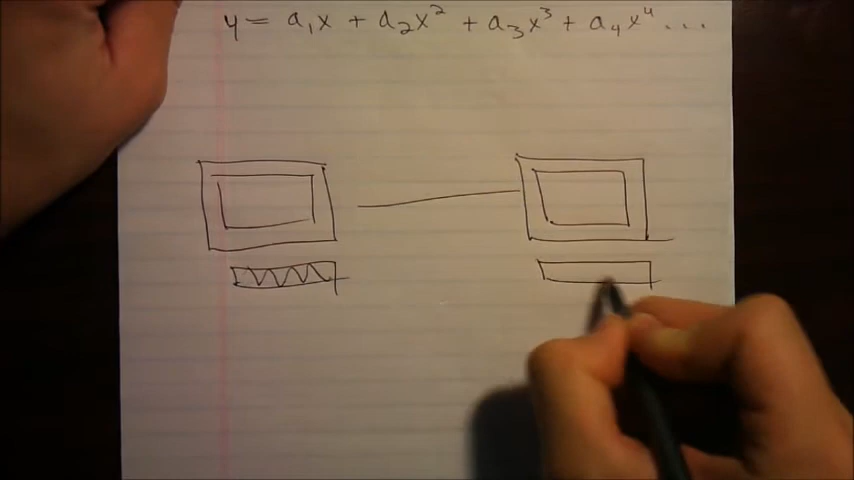 y = a₁x + a₂x² + a₃x³ + a₄x⁴ ...